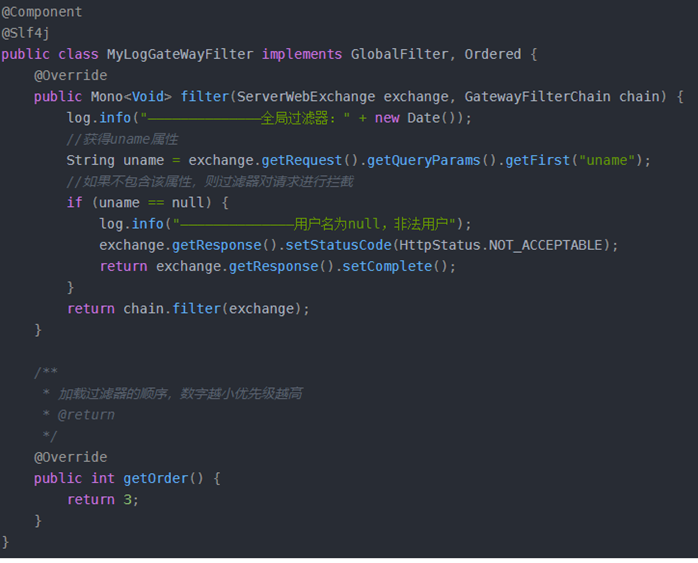 @Component
@Slf4j
public class MyLogGateWayFilter implements GlobalFilter, Ordered {
    @Override
    public Mono<Void> filter(ServerWebExchange exchange, GatewayFilterChain chain) {
        log.info("——————————————全局过滤器：" + new Date());
        //获得uname属性
        String uname = exchange.getRequest().getQueryParams().getFirst("uname");
        //如果不包含该属性，则过滤器对请求进行拦截
        if (uname == null) {
            log.info("——————————————用户名为null，非法用户");
            exchange.getResponse().setStatusCode(HttpStatus.NOT_ACCEPTABLE);
            return exchange.getResponse().setComplete();
        }
        return chain.filter(exchange);
    }
    /**
     * 加载过滤器的顺序，数字越小优先级越高
     * @return
     */
    @Override
    public int getOrder() {
        return 3;
    }
}